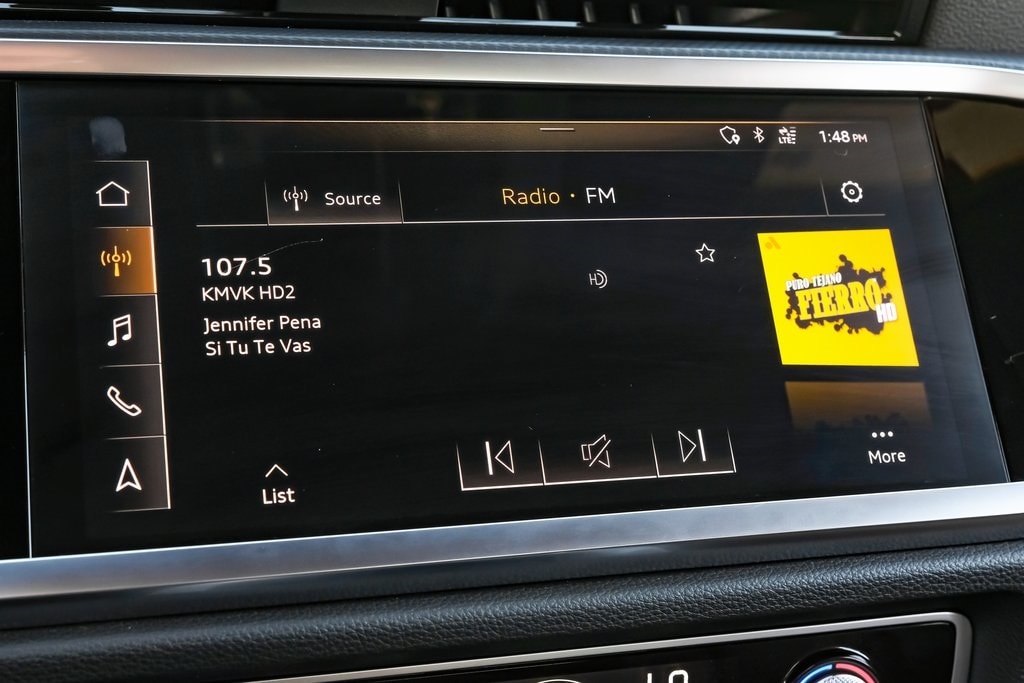 LTE 1:48 PM
Source
Radio · FM
107.5
KMVK HD2
Jennifer Pena
Si Tu Te Vas
HD
PURO TEJANO
FIERRO
HD
List
More